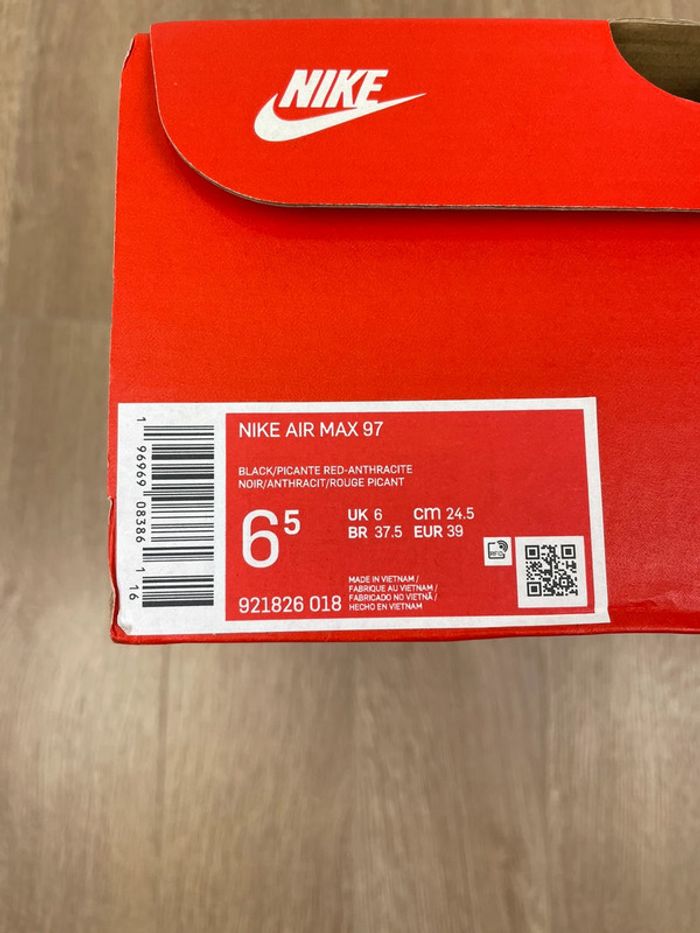 NIKE
NIKE AIR MAX 97
BLACK/PICANTE RED-ANTHRACITE
NOIR/ANTHRACIT/ROUGE PICANT
6⁵
UK 6 cm 24.5
BR 37.5 EUR 39
RFID
921826 018
MADE IN VIETNAM /
FABRIQUE AU VIETNAM /
FABRICADO NO VIETNÃ /
HECHO EN VIETNAM
1 96969 08386 1 16